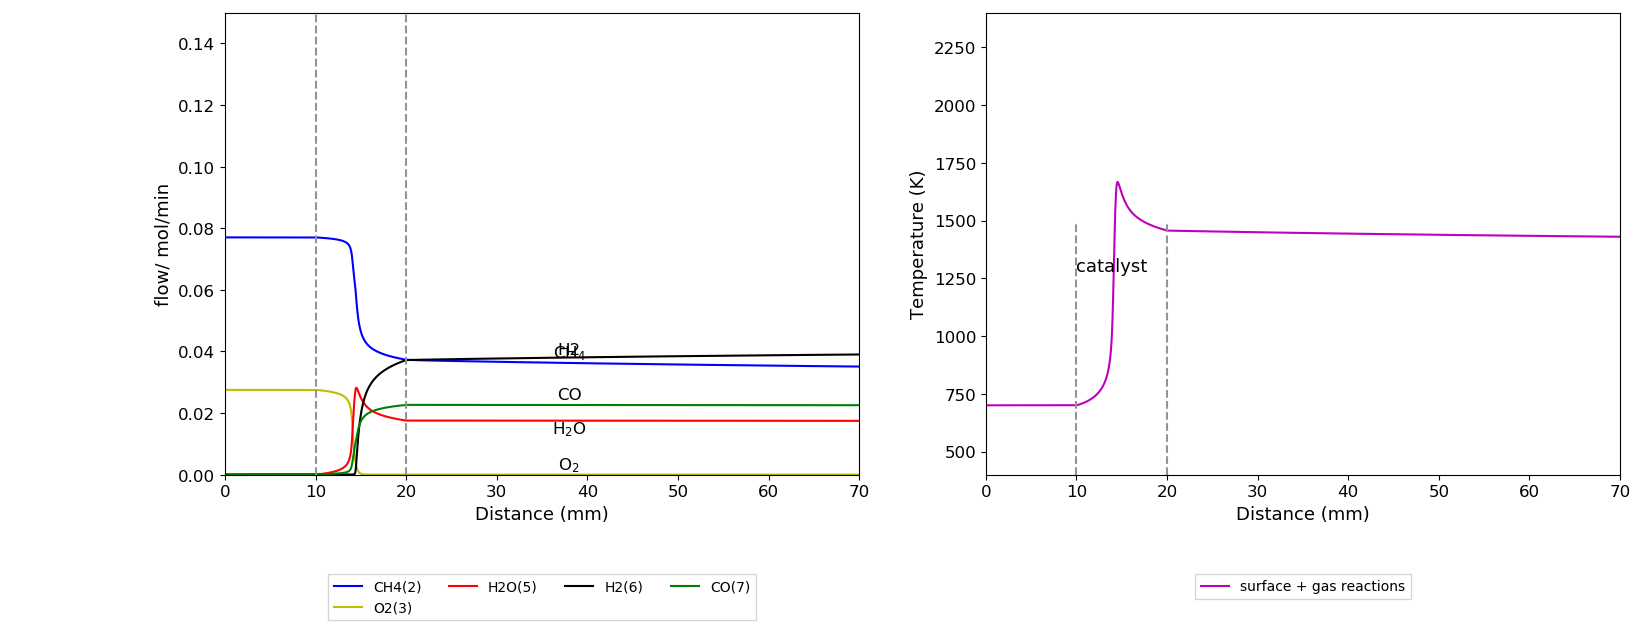 0.14
0.12
0.10
0.08
0.06
0.04
0.02
0.00
flow/ mol/min
H2
CH₄
CO
H₂O
O₂
0 10 20 30 40 50 60 70
Distance (mm)
CH4(2) H2O(5) H2(6) CO(7)
O2(3)
2250
2000
1750
1500
1250
1000
750
500
Temperature (K)
catalyst
0 10 20 30 40 50 60 70
Distance (mm)
surface + gas reactions